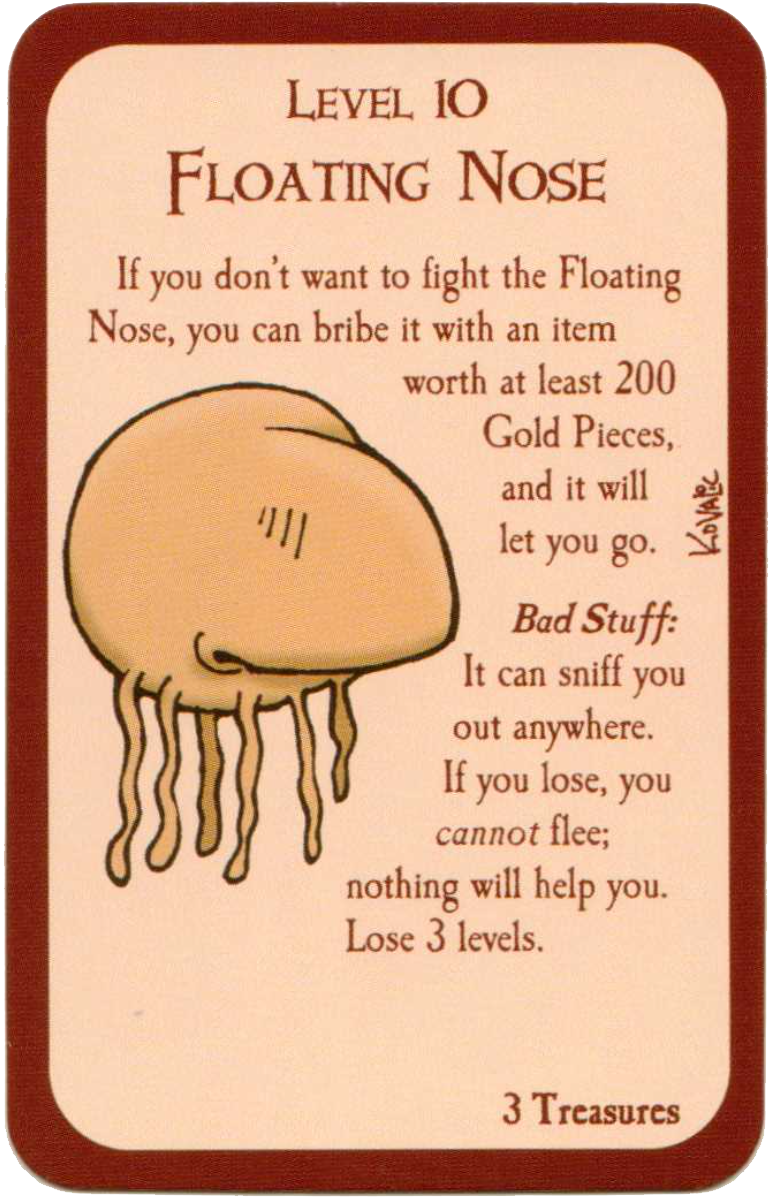 Level 10
Floating Nose
If you don't want to fight the Floating
Nose, you can bribe it with an item
worth at least 200
Gold Pieces,
and it will
let you go.
Kovalic
Bad Stuff:
It can sniff you
out anywhere.
If you lose, you
cannot flee;
nothing will help you.
Lose 3 levels.
3 Treasures